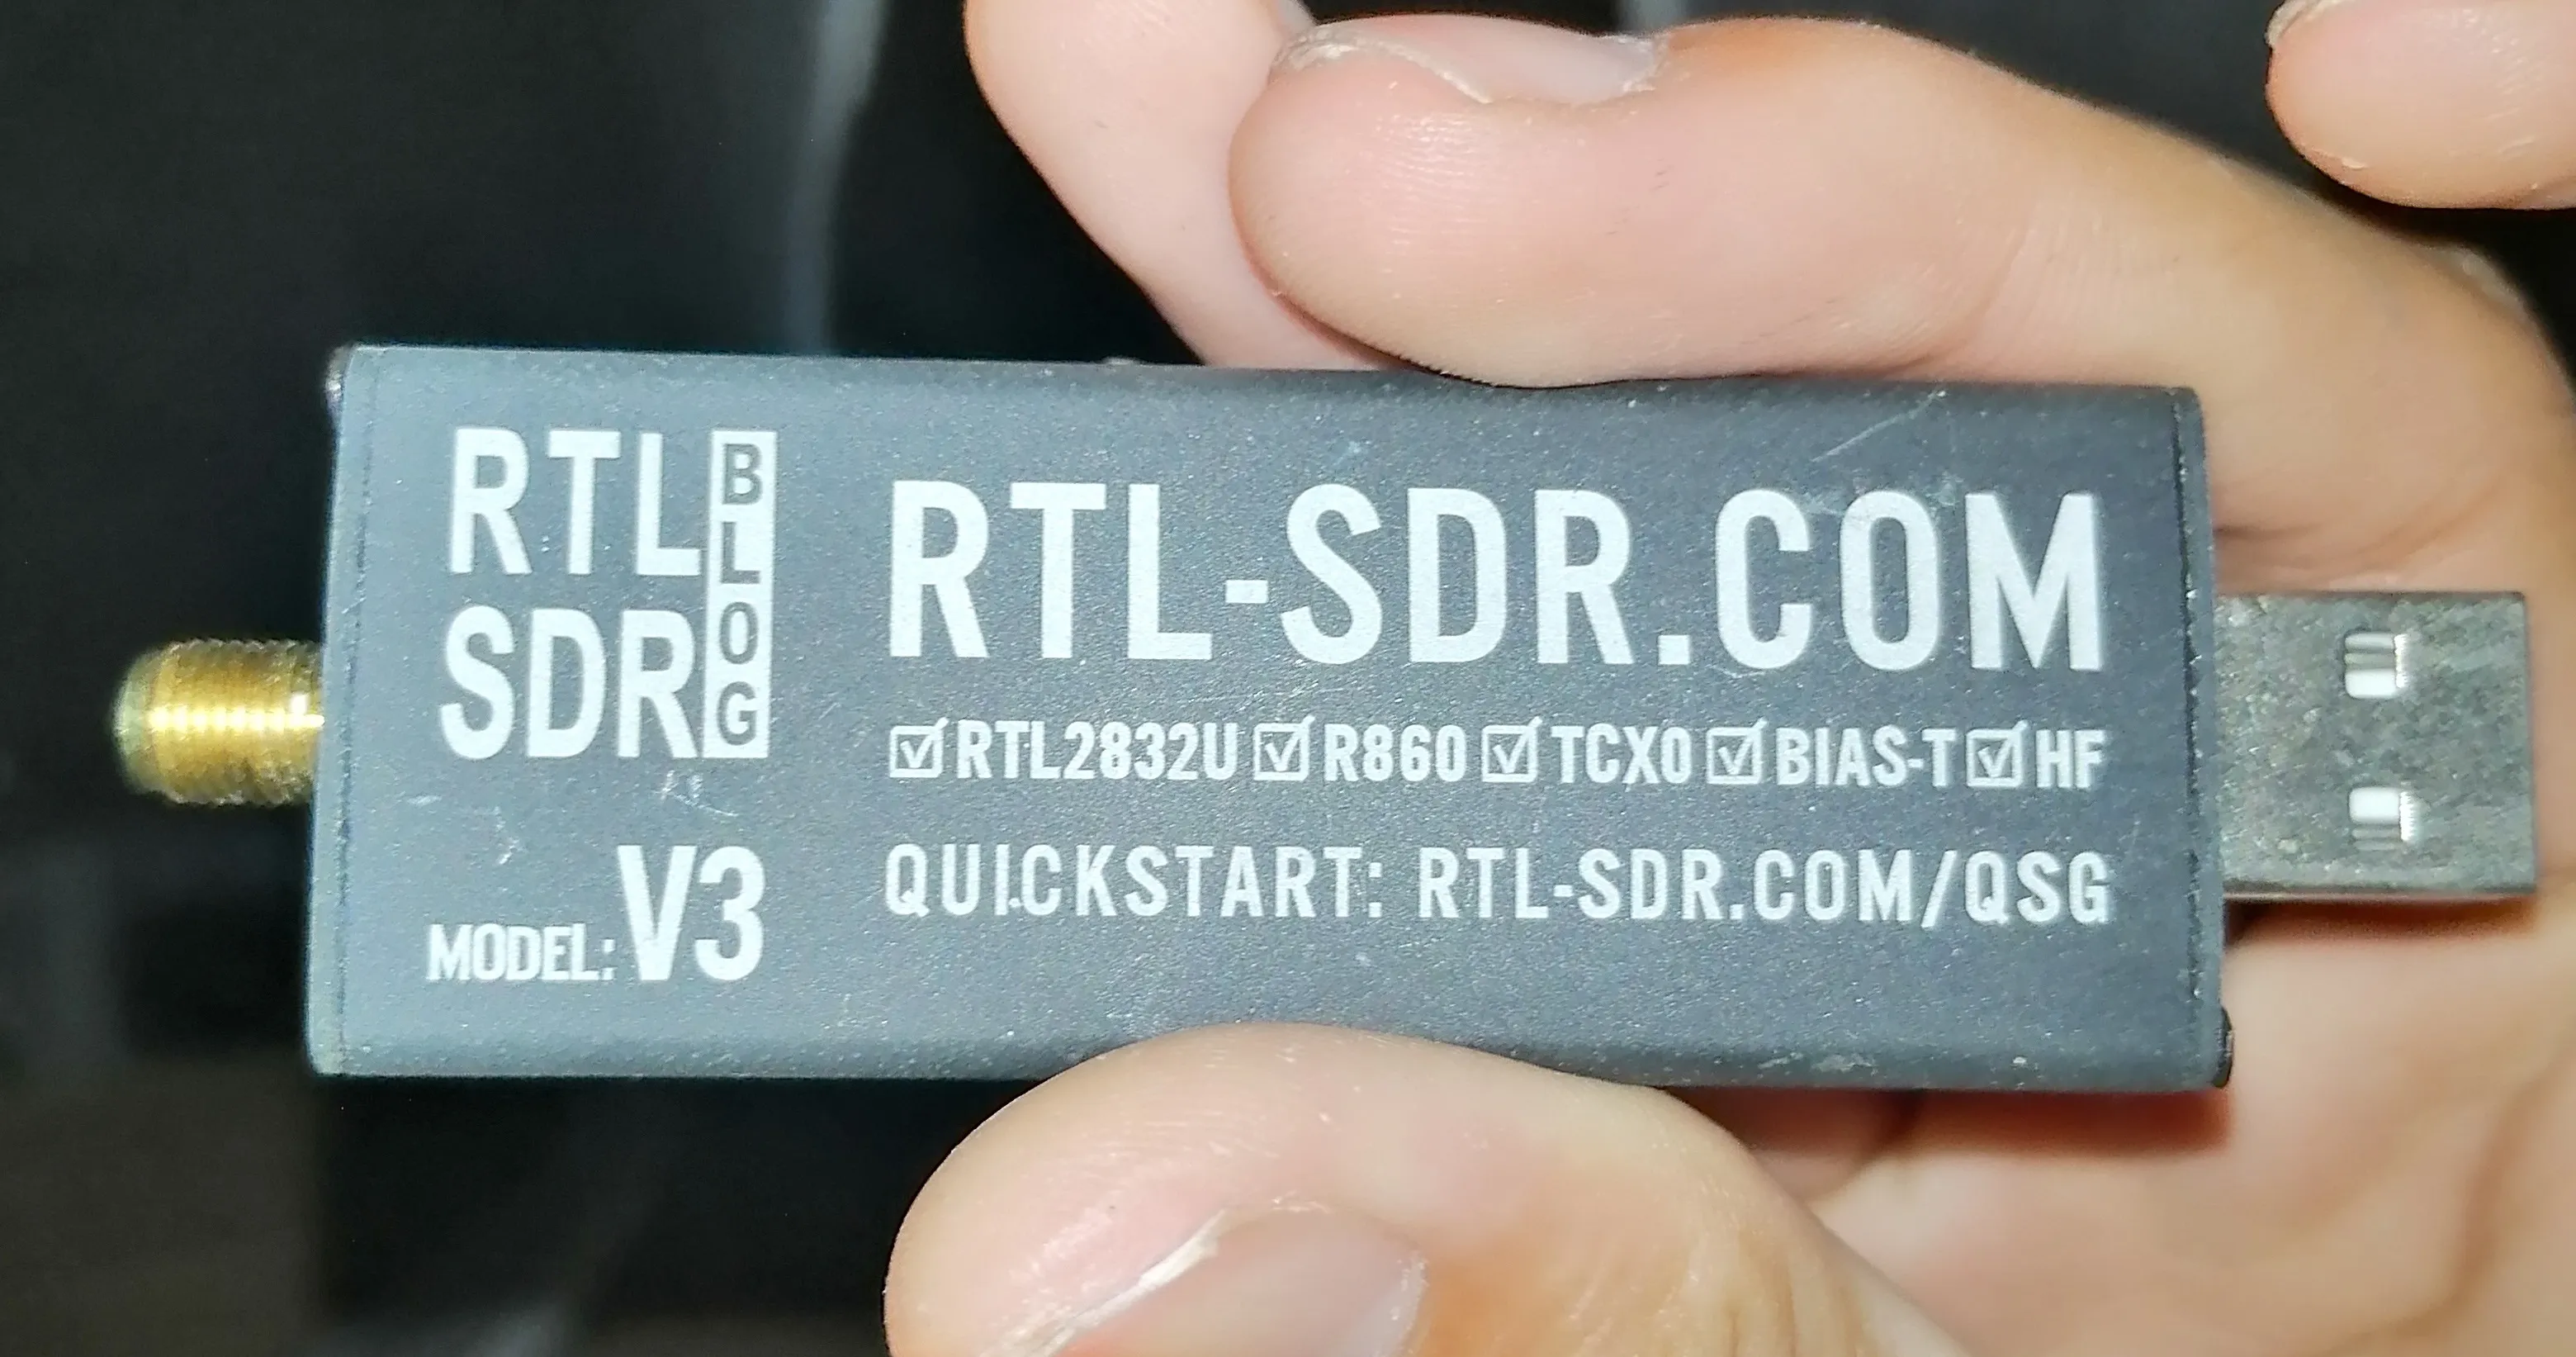 RTL
SDR
BLOG
MODEL: V3
RTL-SDR.COM
☑RTL2832U ☑R860 ☑TCXO ☑BIAS-T ☑HF
QUICKSTART: RTL-SDR.COM/QSG